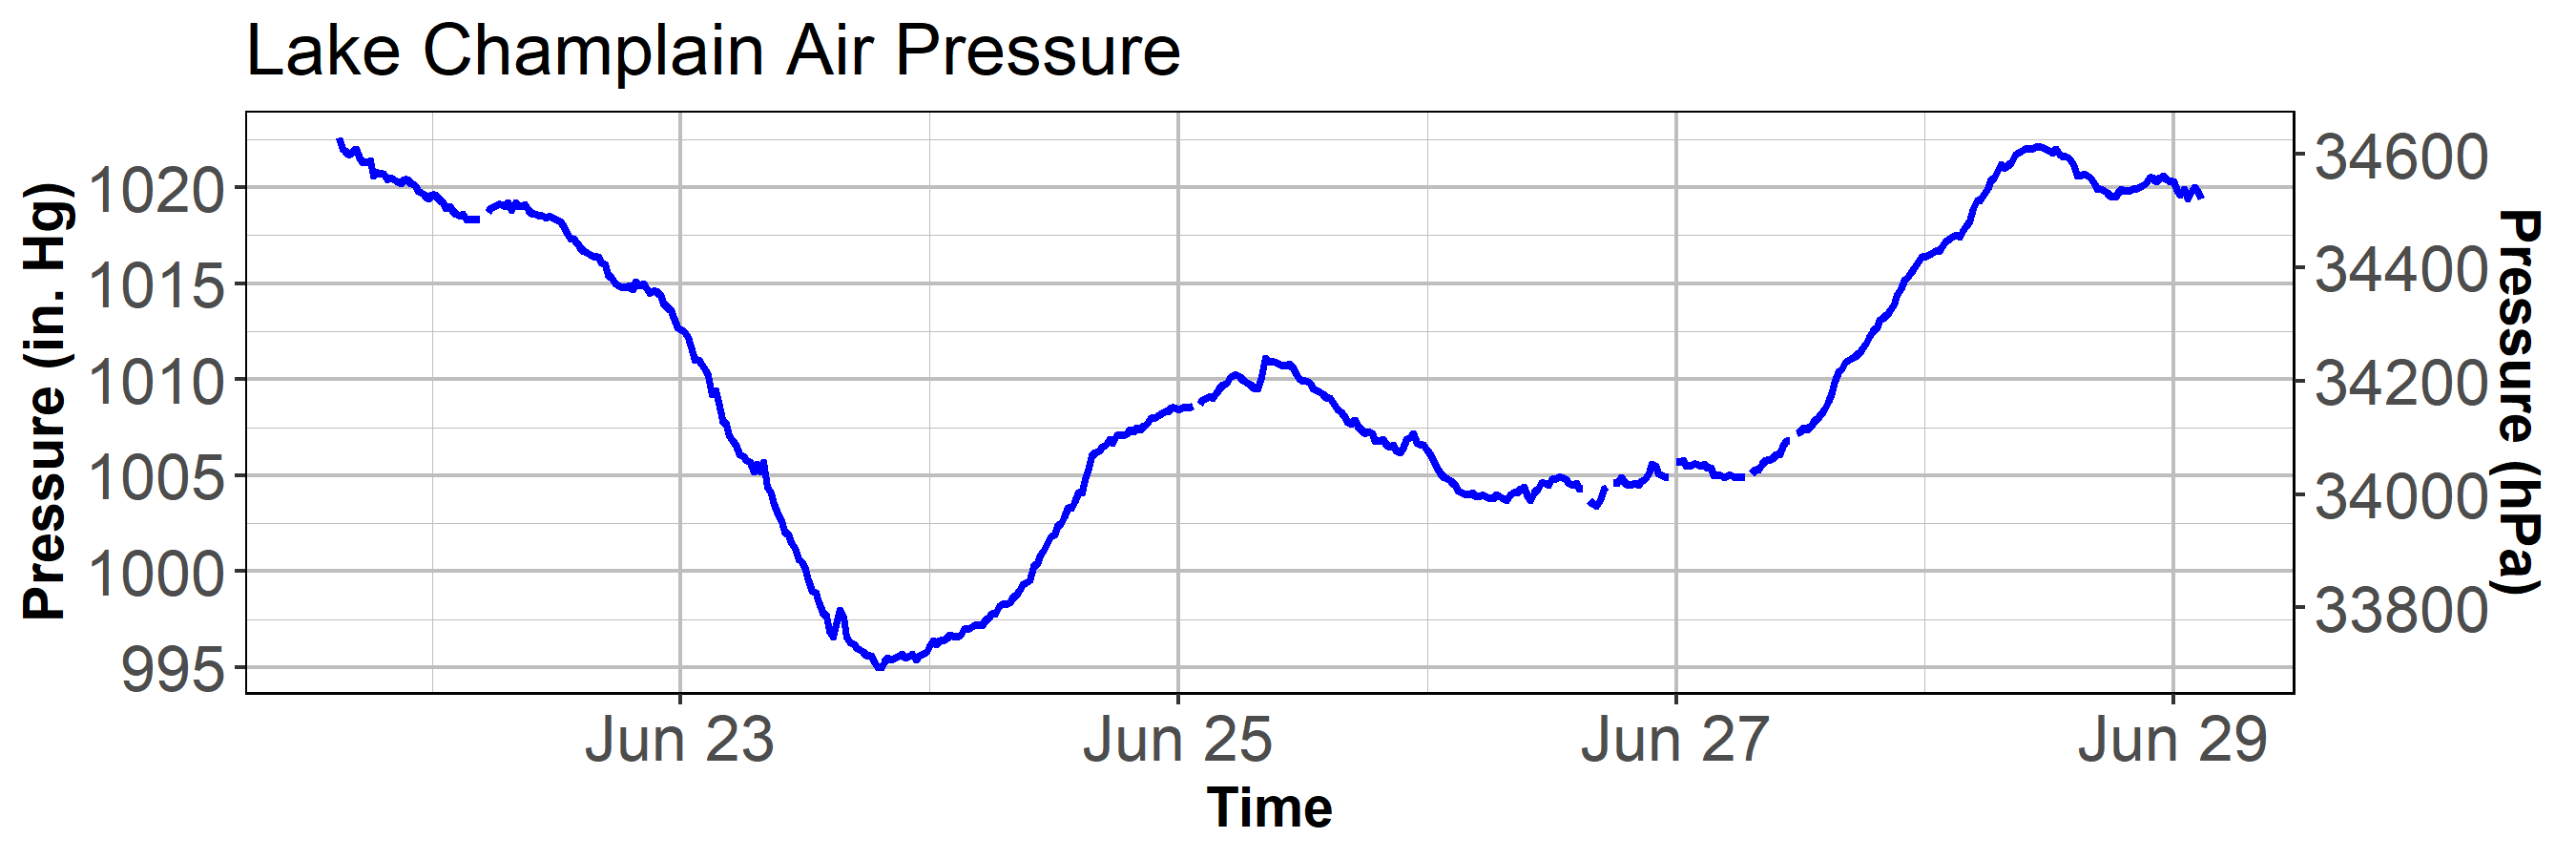 Lake Champlain Air Pressure
Pressure (in. Hg)
1020
1015
1010
1005
1000
995
34600
34400
34200
34000
33800
Pressure (hPa)
Jun 23
Jun 25
Jun 27
Jun 29
Time